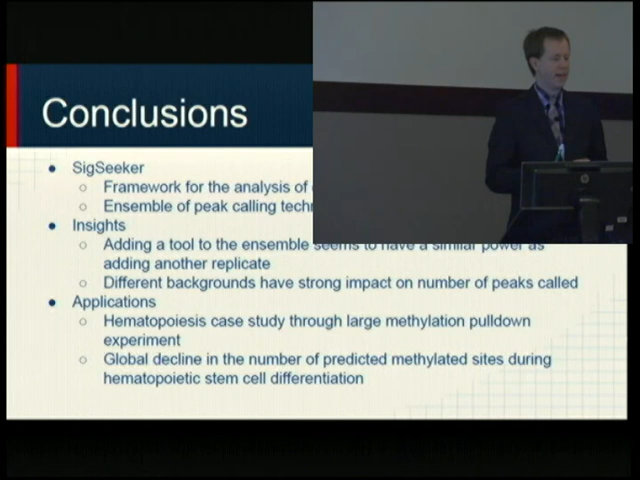 Conclusions
● SigSeeker
○ Framework for the analysis of
○ Ensemble of peak calling
● Insights
○ Adding a tool to the ensemble seems to have a similar power as
adding another replicate
○ Different backgrounds have strong impact on number of peaks called
● Applications
○ Hematopoiesis case study through large methylation pulldown
experiment
○ Global decline in the number of predicted methylated sites during
hematopoietic stem cell differentiation
hp